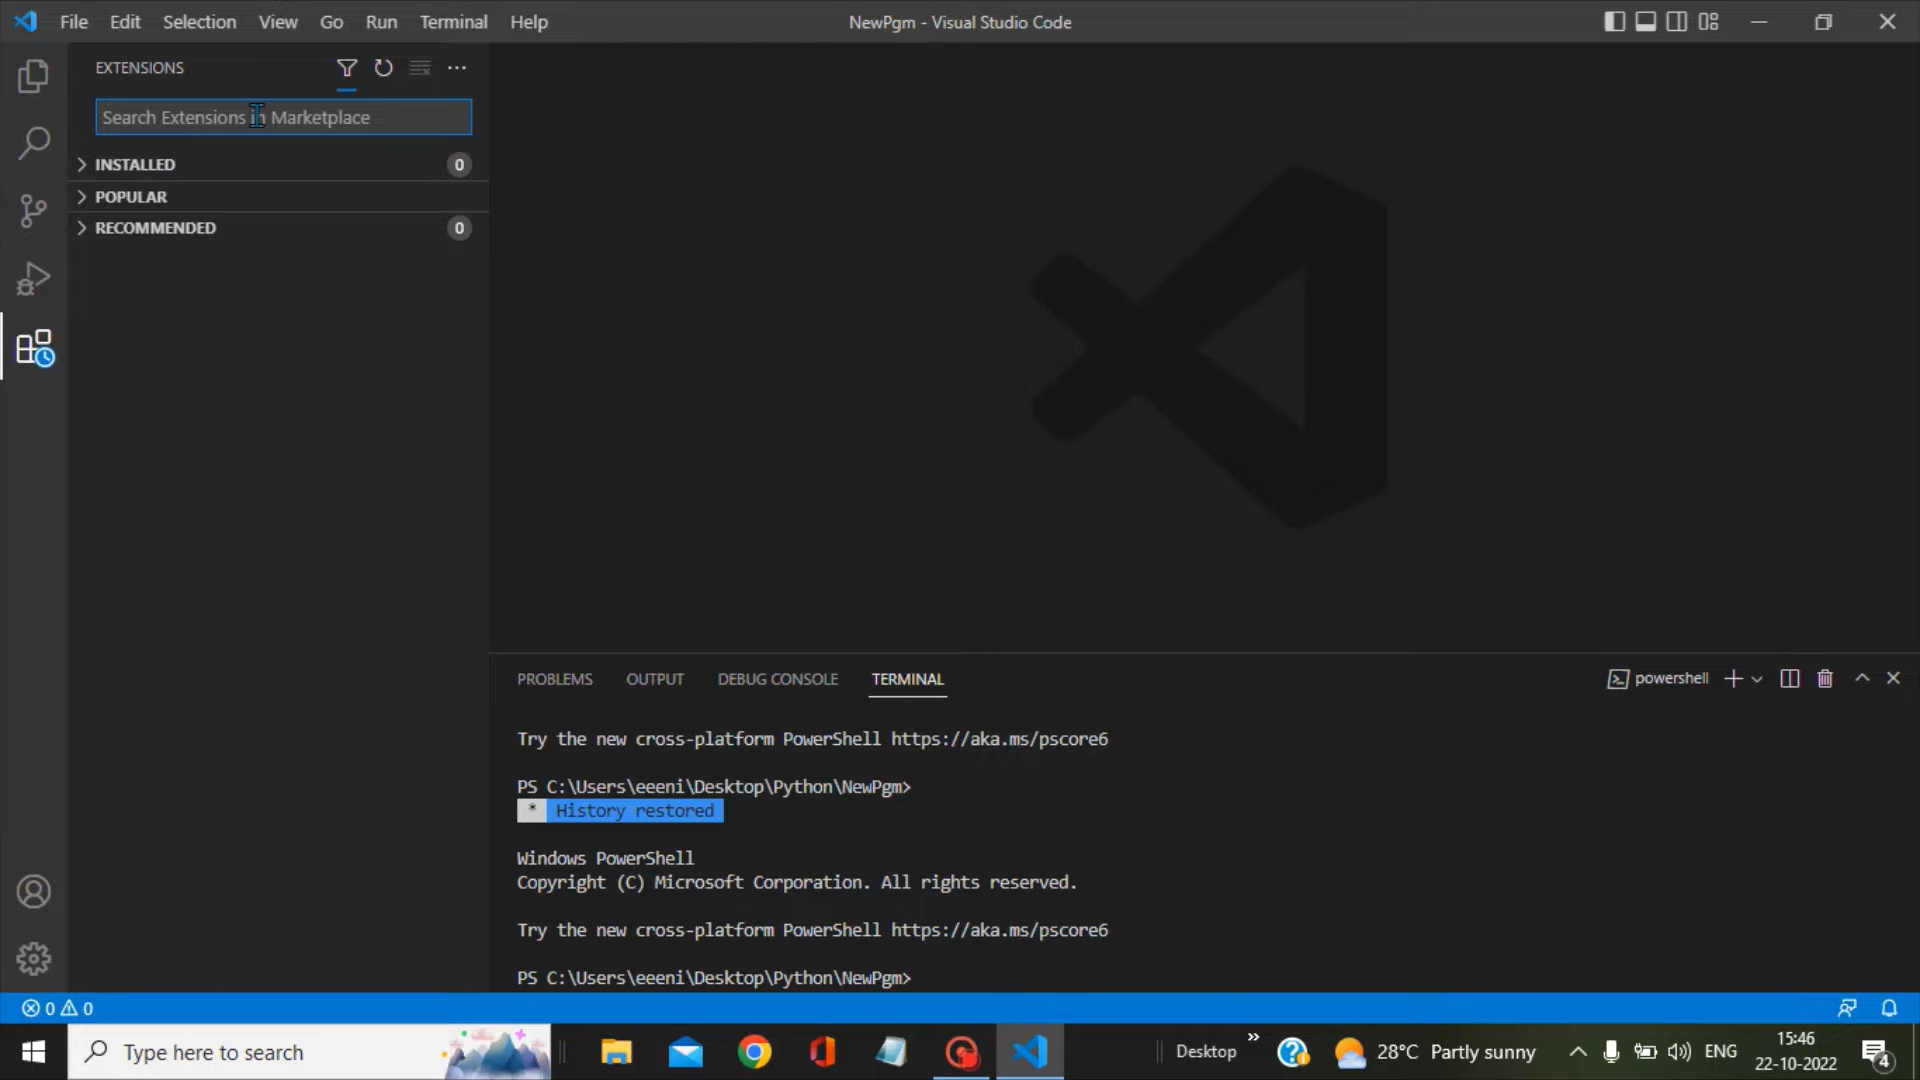 File Edit Selection View Go Run Terminal Help
NewPgm - Visual Studio Code
EXTENSIONS
Search Extensions in Marketplace
INSTALLED 0
POPULAR
RECOMMENDED 0
PROBLEMS OUTPUT DEBUG CONSOLE TERMINAL
powershell
Try the new cross-platform PowerShell https://aka.ms/pscore6
PS C:\Users\eeeni\Desktop\Python\NewPgm>
* History restored
Windows PowerShell
Copyright (C) Microsoft Corporation. All rights reserved.
Try the new cross-platform PowerShell https://aka.ms/pscore6
PS C:\Users\eeeni\Desktop\Python\NewPgm>
0 0
Type here to search
Desktop
28°C Partly sunny
ENG
15:46
22-10-2022
4